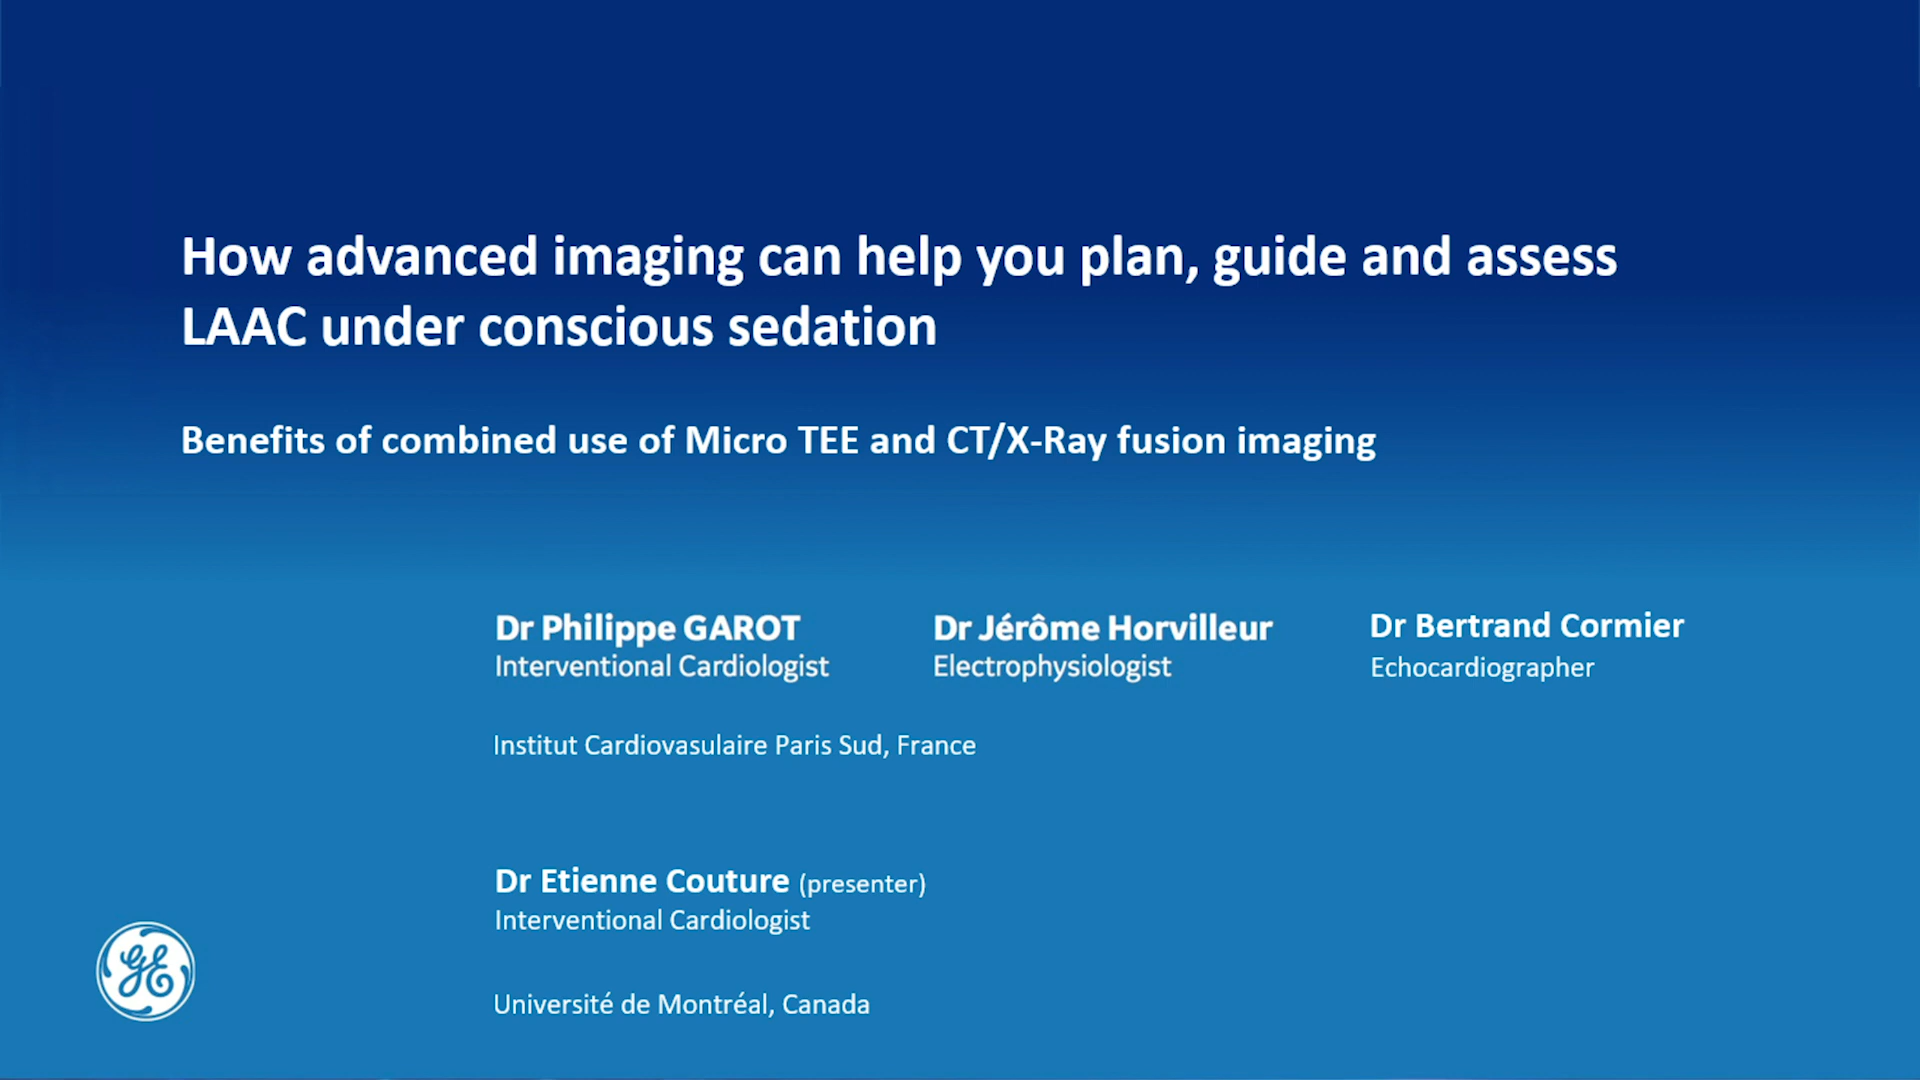 How advanced imaging can help you plan, guide and assess
LAAC under conscious sedation
Benefits of combined use of Micro TEE and CT/X-Ray fusion imaging
Dr Philippe GAROT
Interventional Cardiologist
Dr Jérôme Horvilleur
Electrophysiologist
Dr Bertrand Cormier
Echocardiographer
Institut Cardiovasulaire Paris Sud, France
Dr Etienne Couture (presenter)
Interventional Cardiologist
GE
Université de Montréal, Canada